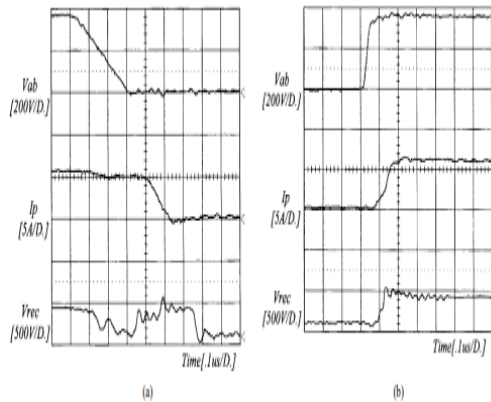 Vab
[200V/D.]
Ip
[5A/D.]
Vrec
[500V/D.]
Time[.1us/D.]
(a)
Vab
[200V/D.]
Ip
[5A/D.]
Vrec
[500V/D.]
Time[.1us/D.]
(b)